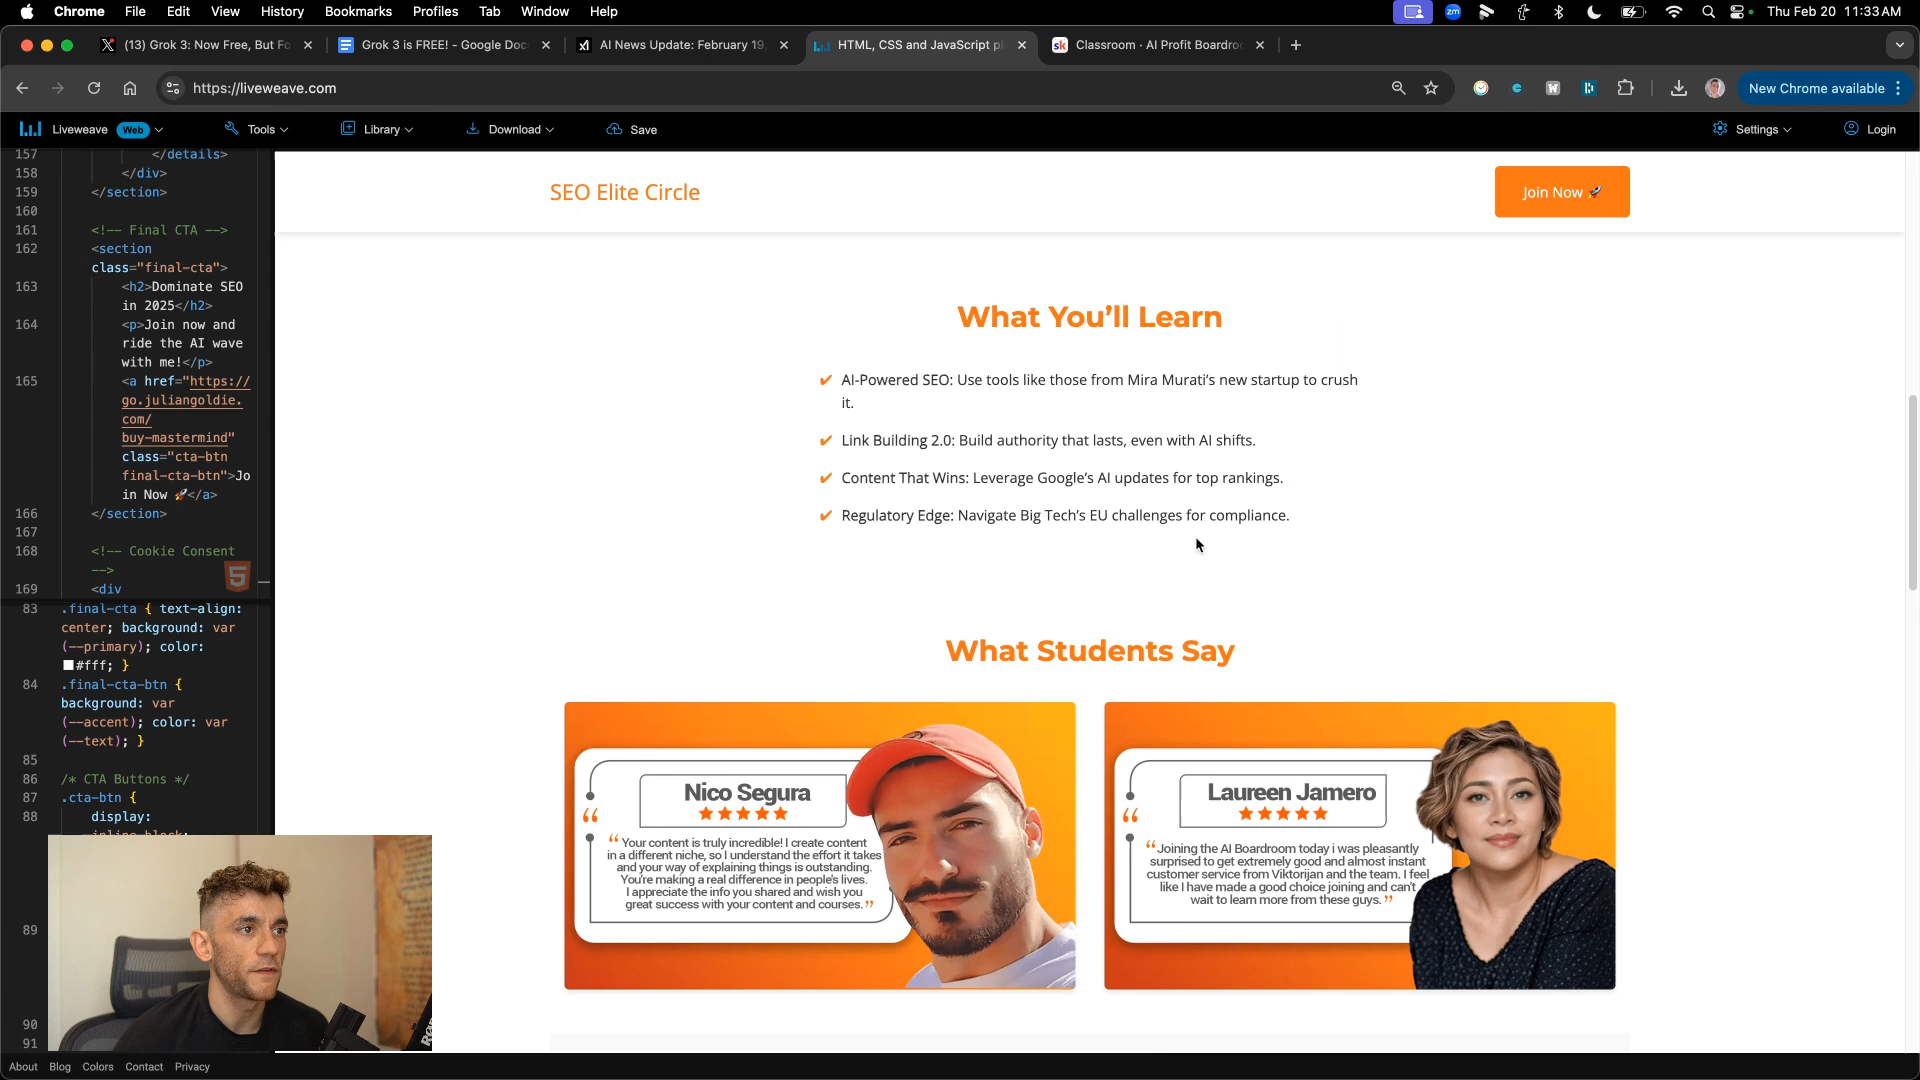 Chrome File Edit View History Bookmarks Profiles Tab Window Help
zm
Thu Feb 20 11:33 AM
(13) Grok 3: Now Free, But Fo
Grok 3 is FREE! - Google Doc
AI News Update: February 19,
HTML, CSS and JavaScript pl
sk Classroom · AI Profit Boardroo
https://liveweave.com
New Chrome available
Liveweave Web
Tools
Library
Download
Save
Settings
Login
157 </details>
158 </div>
159 </section>
160
161 <!-- Final CTA -->
162 <section
class="final-cta">
163 <h2>Dominate SEO
in 2025</h2>
164 <p>Join now and
ride the AI wave
with me!</p>
165 <a href="https://
go.juliangoldie.
com/
buy-mastermind"
class="cta-btn
final-cta-btn">Jo
in Now 🚀</a>
166 </section>
167
168 <!-- Cookie Consent
-->
169 <div
83 .final-cta { text-align:
center; background: var
(--primary); color:
#fff; }
84 .final-cta-btn {
background: var
(--accent); color: var
(--text); }
85
86 /* CTA Buttons */
87 .cta-btn {
88 display:
inline-block;
89
90
91
SEO Elite Circle
Join Now 🚀
What You’ll Learn
✔ AI-Powered SEO: Use tools like those from Mira Murati’s new startup to crush
it.
✔ Link Building 2.0: Build authority that lasts, even with AI shifts.
✔ Content That Wins: Leverage Google’s AI updates for top rankings.
✔ Regulatory Edge: Navigate Big Tech’s EU challenges for compliance.
What Students Say
Nico Segura
★★★★★
“ Your content is truly incredible! I create content
in a different niche, so I understand the effort it takes
and your way of explaining things is outstanding.
You're making a real difference in people's lives.
I appreciate the info you shared and wish you
great success with your content and courses. ”
Laureen Jamero
★★★★★
“ Joining the AI Boardroom today i was pleasantly
surprised to get extremely good and almost instant
customer service from Viktorijan and the team. I feel
like I have made a good choice joining and can't
wait to learn more from these guys. ”
About Blog Colors Contact Privacy